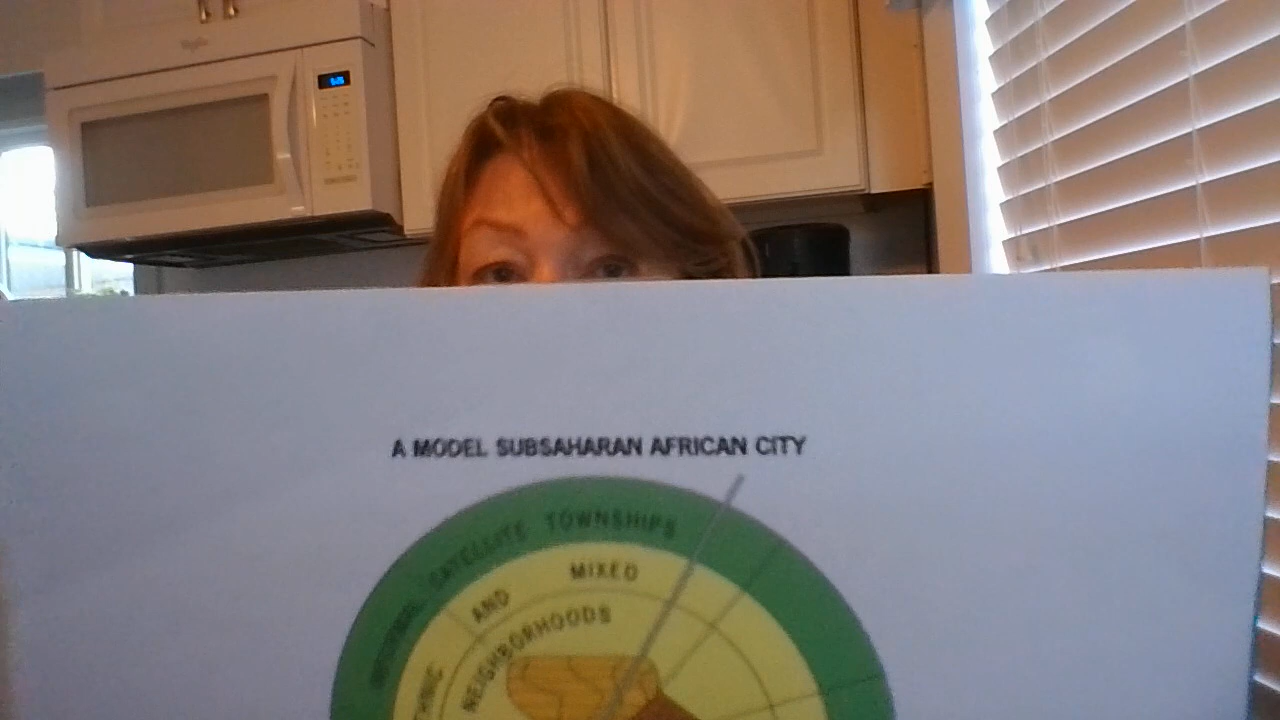 A MODEL SUBSAHARAN AFRICAN CITY
SATELLITE TOWNSHIPS
AND MIXED
NEIGHBORHOODS